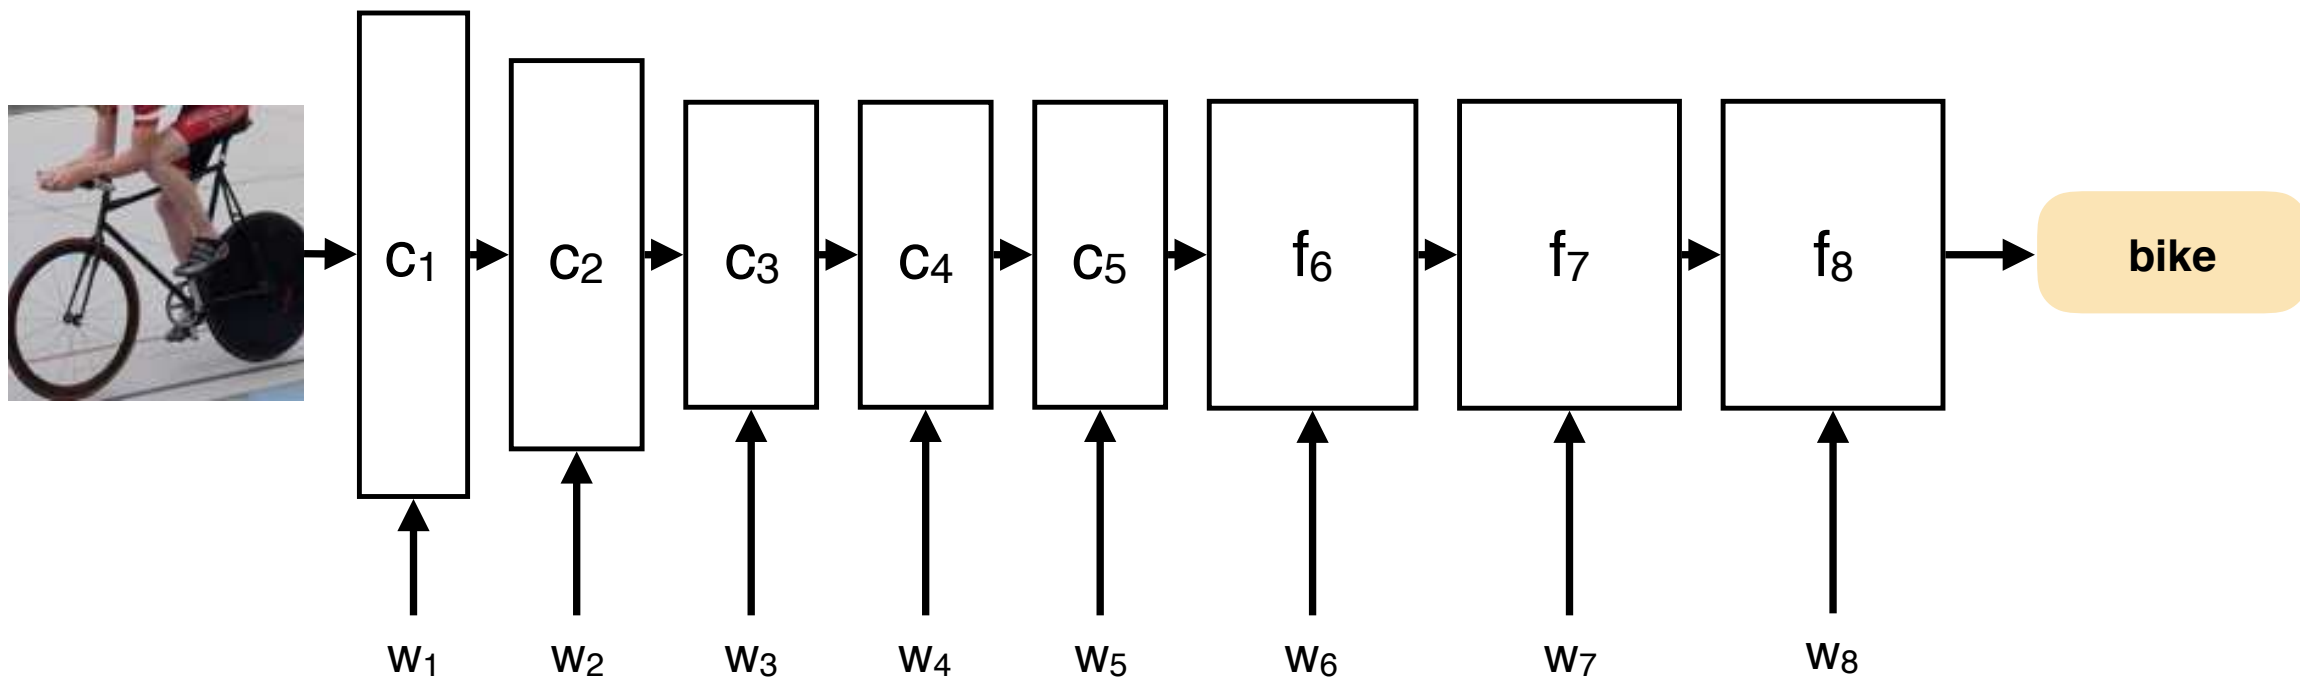 c₁ c₂ c₃ c₄ c₅ f₆ f₇ f₈ bike
w₁ w₂ w₃ w₄ w₅ w₆ w₇ w₈